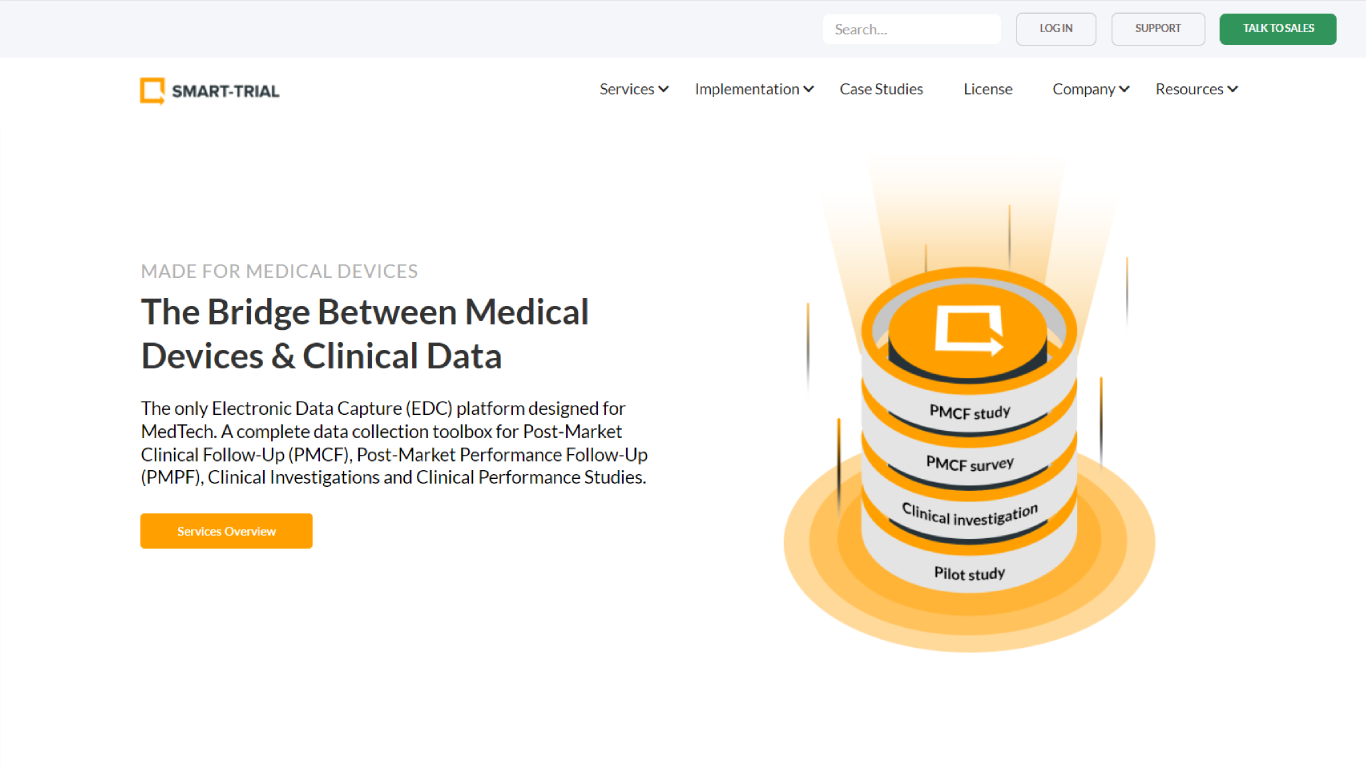 Search...
LOG IN
SUPPORT
TALK TO SALES
SMART-TRIAL
Services
Implementation
Case Studies
License
Company
Resources
MADE FOR MEDICAL DEVICES
The Bridge Between Medical
Devices & Clinical Data
The only Electronic Data Capture (EDC) platform designed for
MedTech. A complete data collection toolbox for Post-Market
Clinical Follow-Up (PMCF), Post-Market Performance Follow-Up
(PMPF), Clinical Investigations and Clinical Performance Studies.
Services Overview
PMCF study
PMCF survey
Clinical investigation
Pilot study